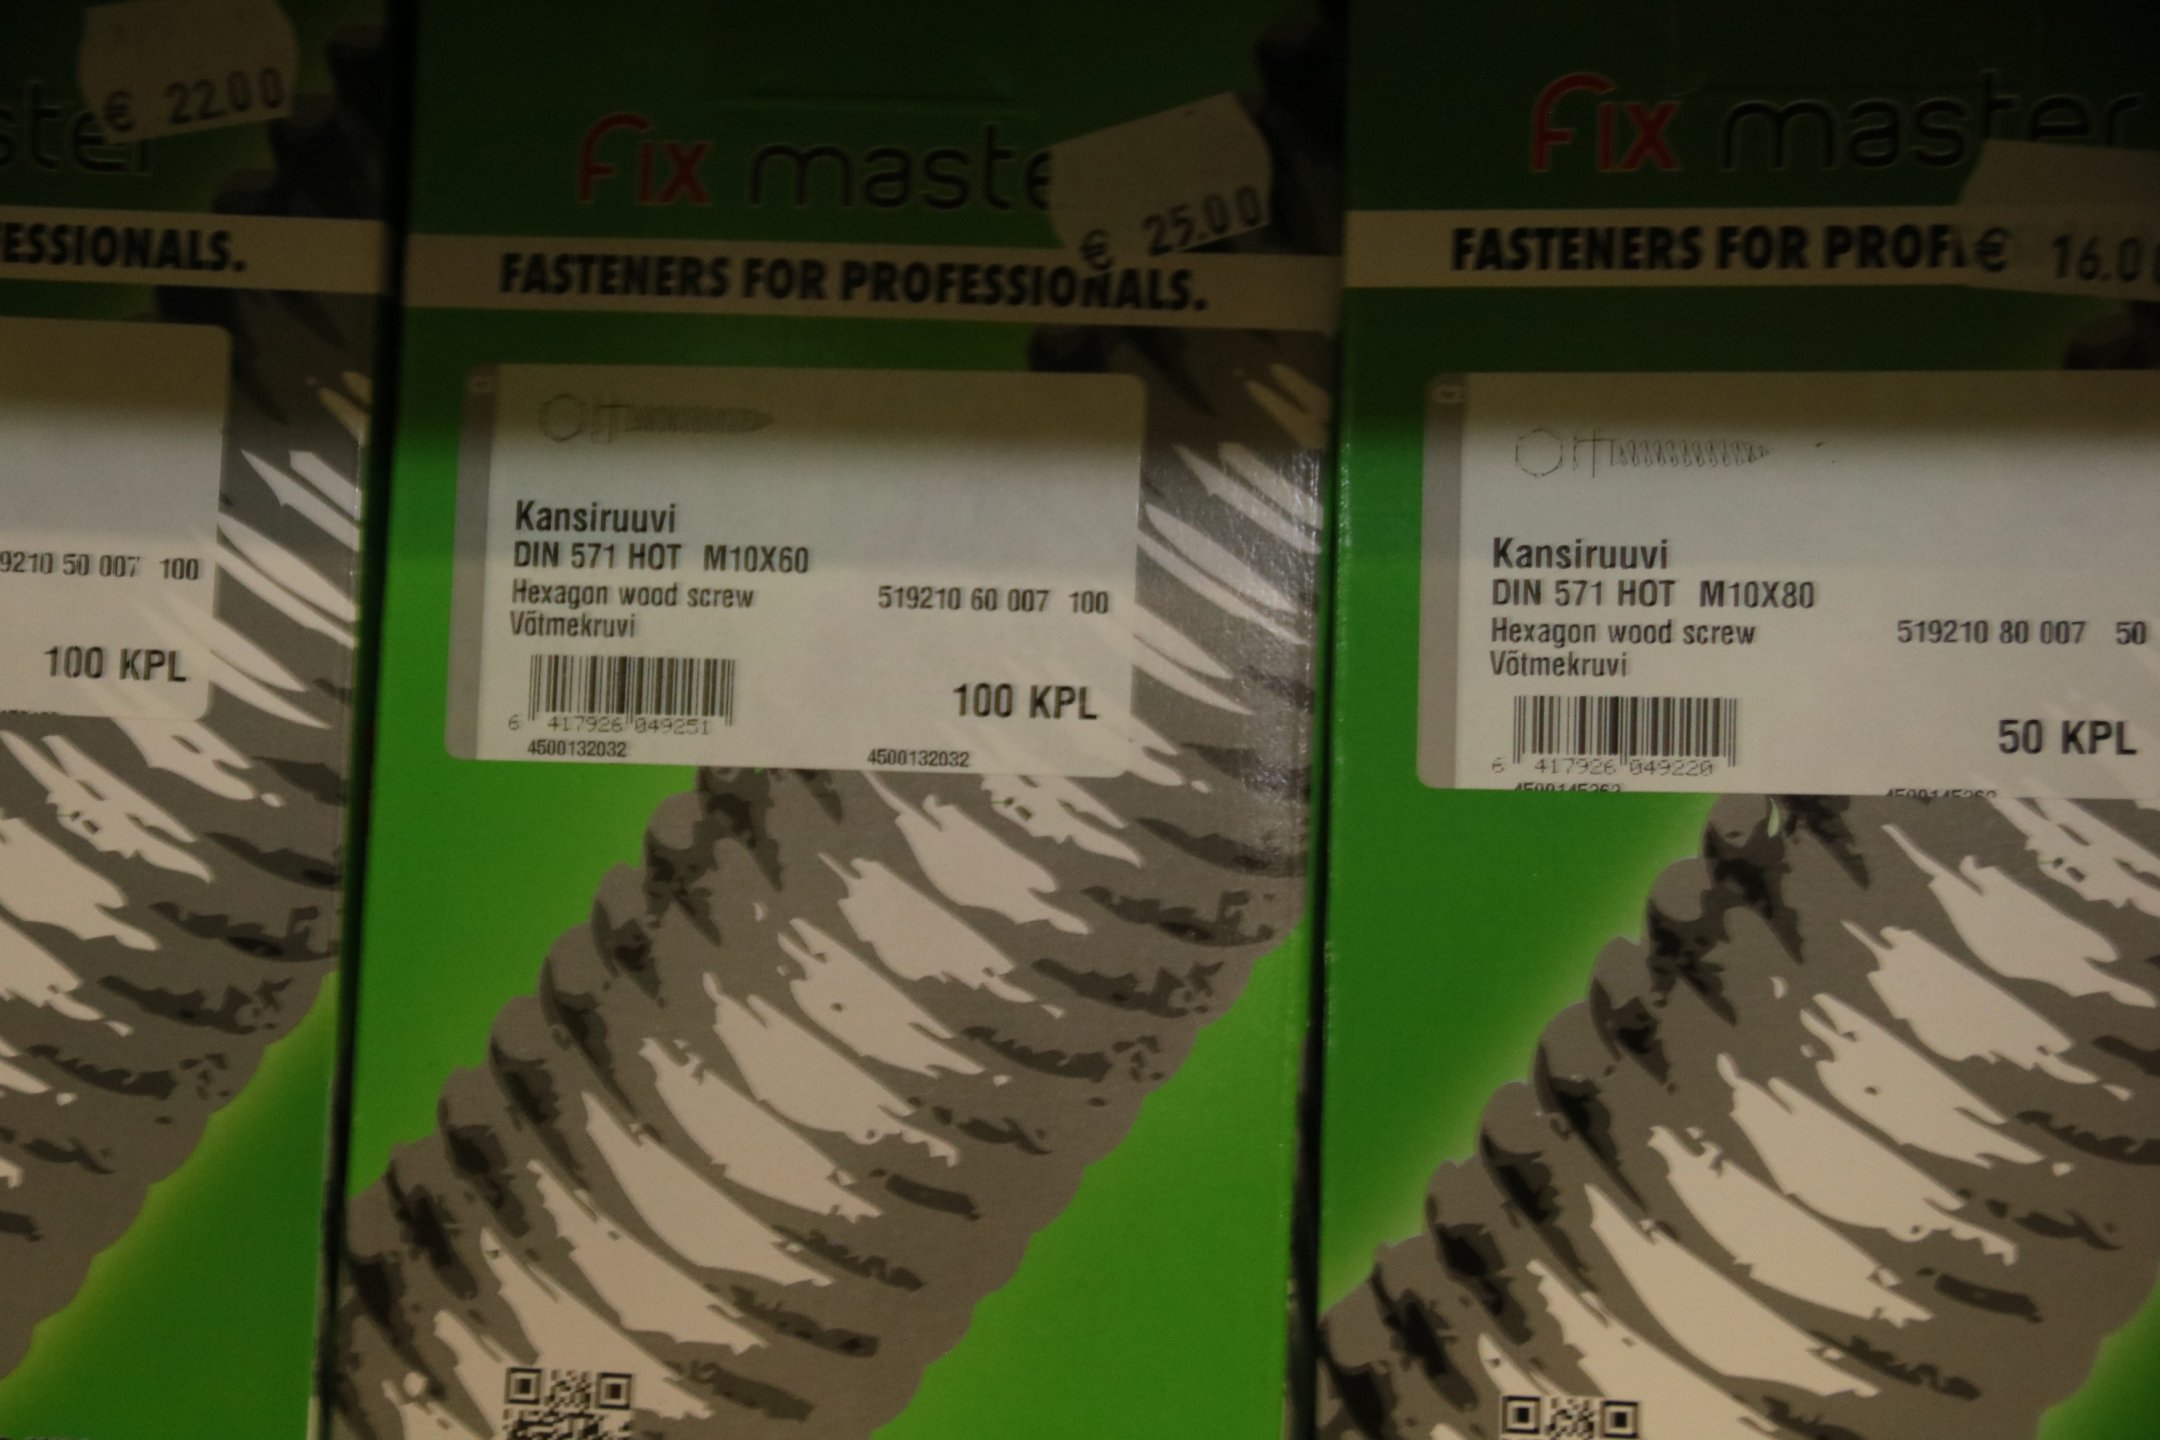 € 22.00
ster
ESSIONALS.
9210 50 007 100
100 KPL
Fix maste
€ 25.00
FASTENERS FOR PROFESSIONALS.
Kansiruuvi
DIN 571 HOT M10X60
Hexagon wood screw
519210 60 007 100
Võtmekruvi
100 KPL
6 417926 049251
4500132032
4500132032
Fix master
FASTENERS FOR PROF
€ 16.0
Kansiruuvi
DIN 571 HOT M10X80
Hexagon wood screw
519210 80 007 50
Võtmekruvi
50 KPL
6 417926 049220